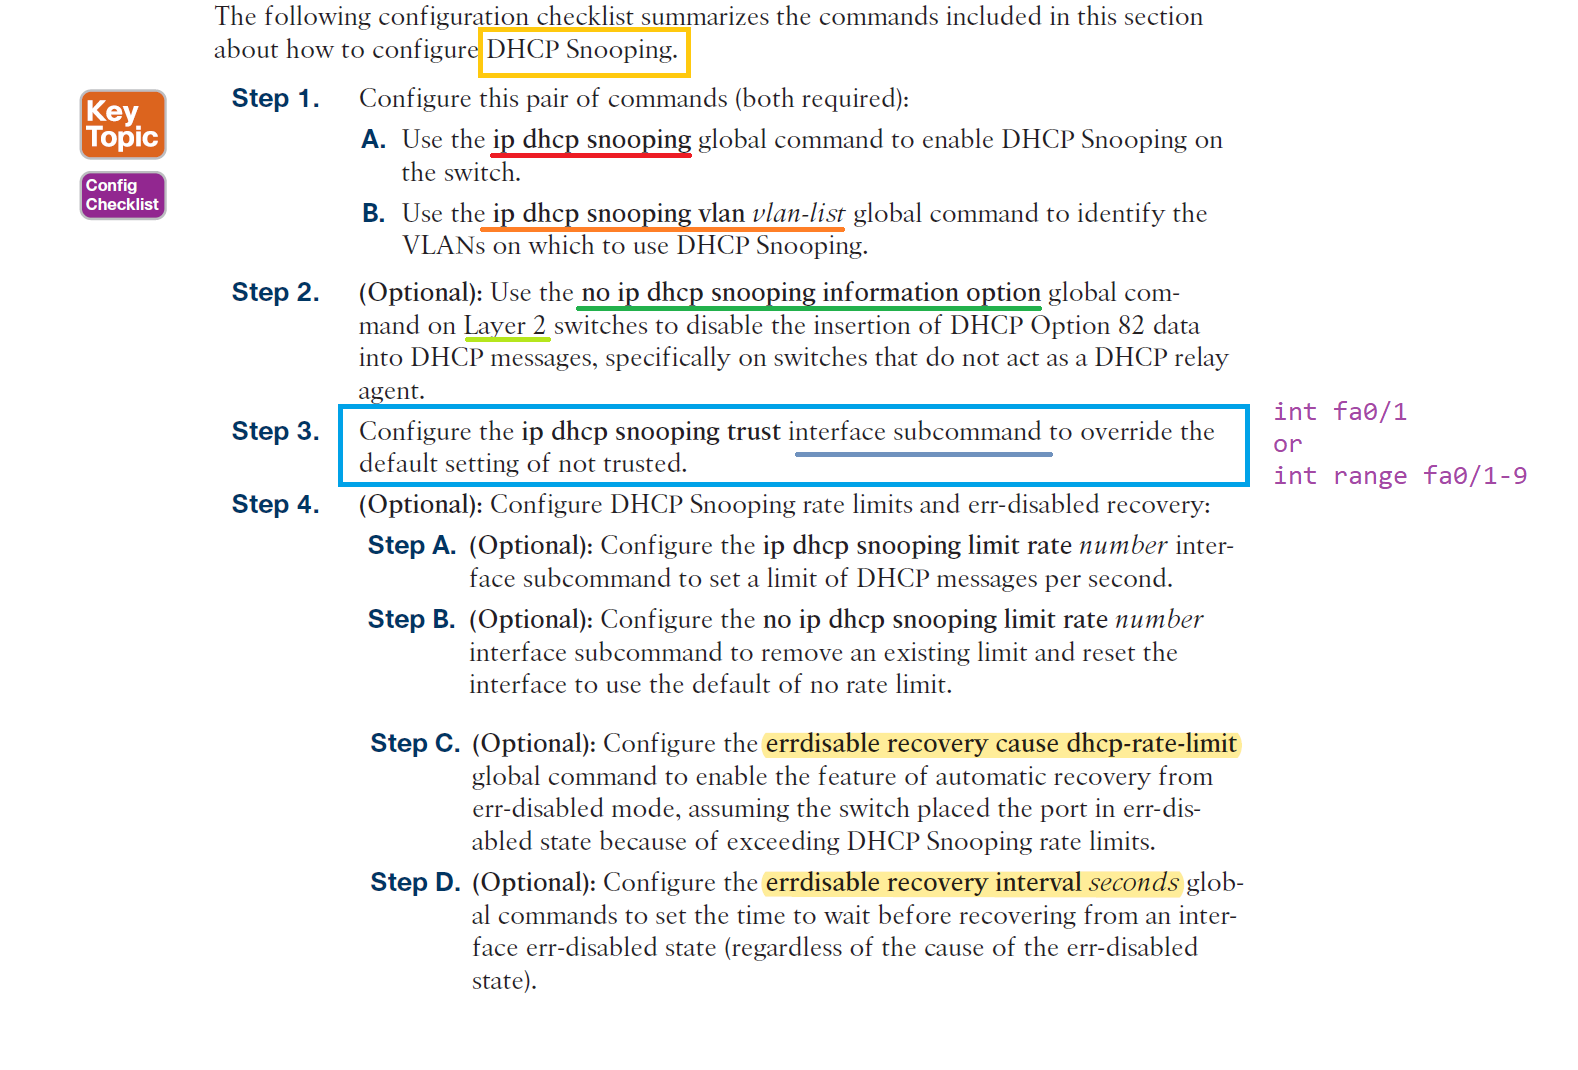 The following configuration checklist summarizes the commands included in this section
about how to configure DHCP Snooping.
Key
Topic
Config
Checklist
Step 1. Configure this pair of commands (both required):
A. Use the ip dhcp snooping global command to enable DHCP Snooping on
the switch.
B. Use the ip dhcp snooping vlan vlan-list global command to identify the
VLANs on which to use DHCP Snooping.
Step 2. (Optional): Use the no ip dhcp snooping information option global com-
mand on Layer 2 switches to disable the insertion of DHCP Option 82 data
into DHCP messages, specifically on switches that do not act as a DHCP relay
agent.
Step 3. Configure the ip dhcp snooping trust interface subcommand to override the
default setting of not trusted.
int fa0/1
or
int range fa0/1-9
Step 4. (Optional): Configure DHCP Snooping rate limits and err-disabled recovery:
Step A. (Optional): Configure the ip dhcp snooping limit rate number inter-
face subcommand to set a limit of DHCP messages per second.
Step B. (Optional): Configure the no ip dhcp snooping limit rate number
interface subcommand to remove an existing limit and reset the
interface to use the default of no rate limit.
Step C. (Optional): Configure the errdisable recovery cause dhcp-rate-limit
global command to enable the feature of automatic recovery from
err-disabled mode, assuming the switch placed the port in err-dis-
abled state because of exceeding DHCP Snooping rate limits.
Step D. (Optional): Configure the errdisable recovery interval seconds glob-
al commands to set the time to wait before recovering from an inter-
face err-disabled state (regardless of the cause of the err-disabled
state).